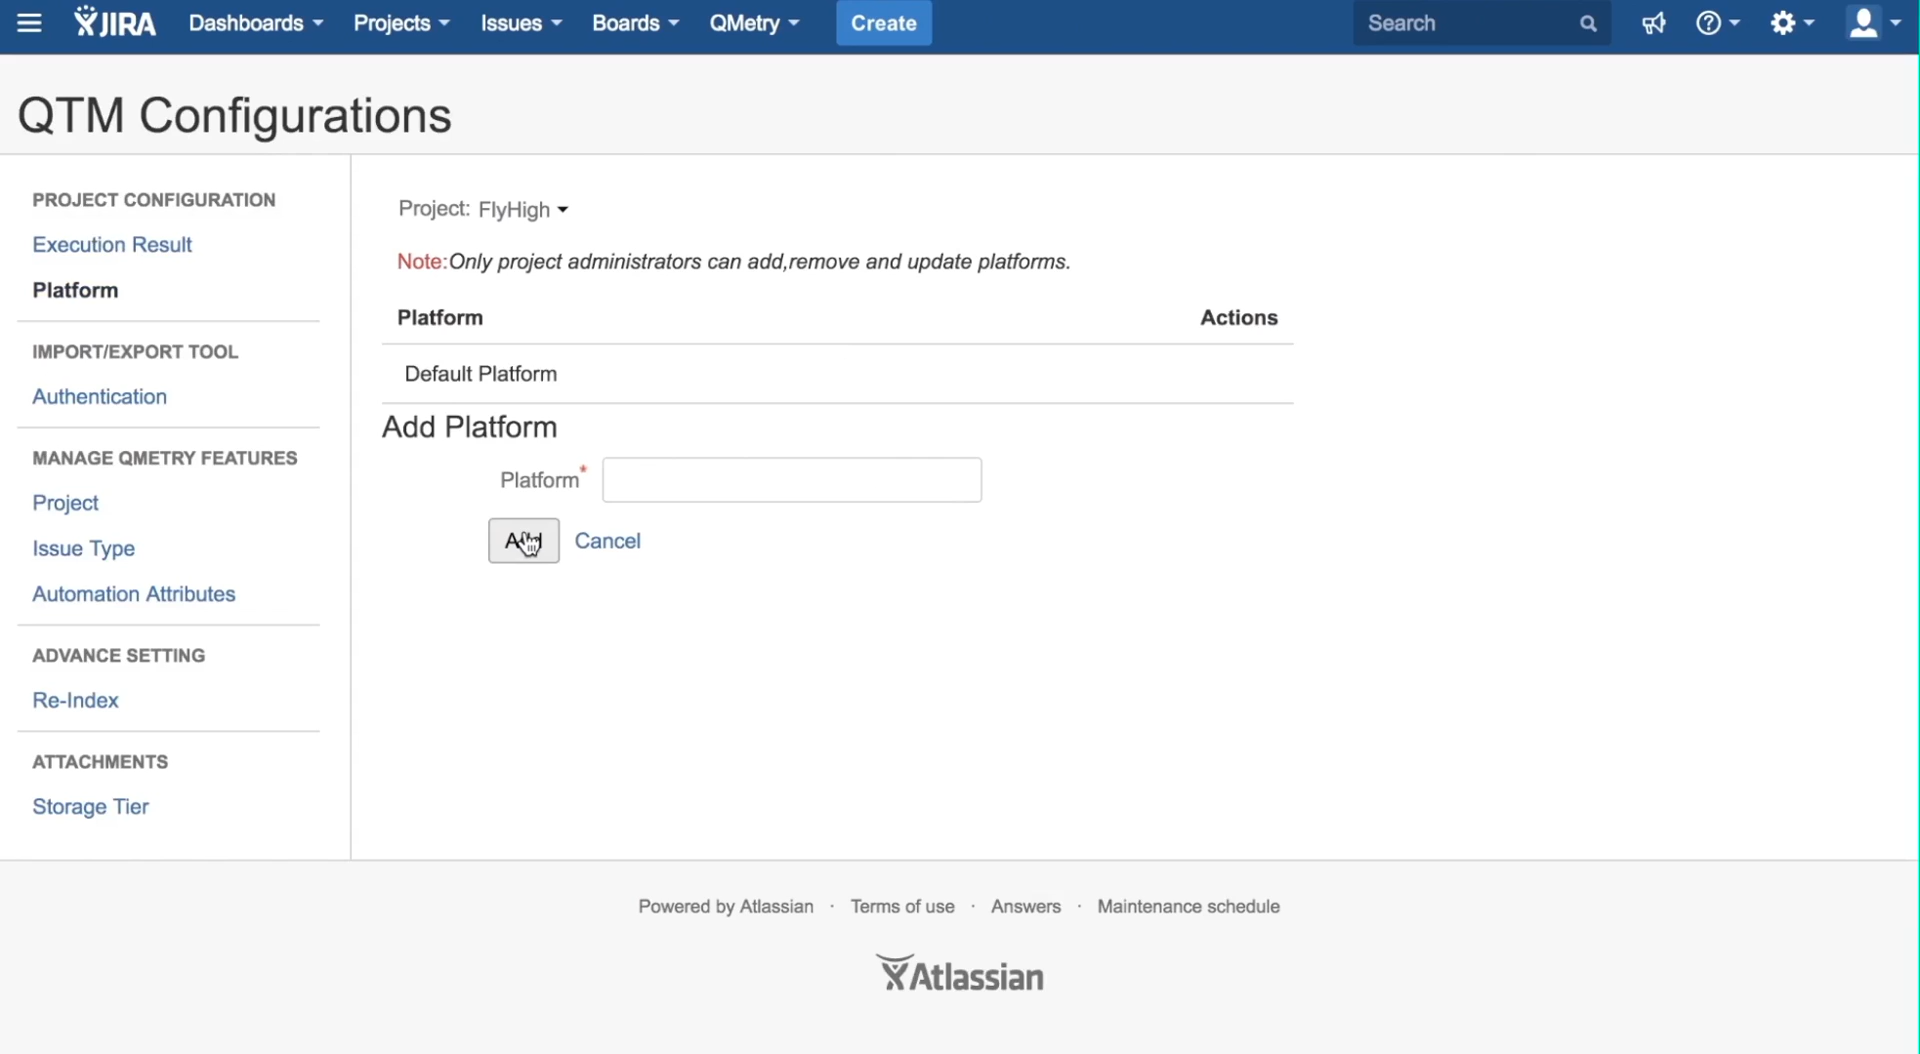 JIRA Dashboards Projects Issues Boards QMetry Create Search
QTM Configurations
PROJECT CONFIGURATION
Execution Result
Platform
IMPORT/EXPORT TOOL
Authentication
MANAGE QMETRY FEATURES
Project
Issue Type
Automation Attributes
ADVANCE SETTING
Re-Index
ATTACHMENTS
Storage Tier
Project: FlyHigh
Note:Only project administrators can add,remove and update platforms.
Platform Actions
Default Platform
Add Platform
Platform*
Add Cancel
Powered by Atlassian · Terms of use · Answers · Maintenance schedule
Atlassian